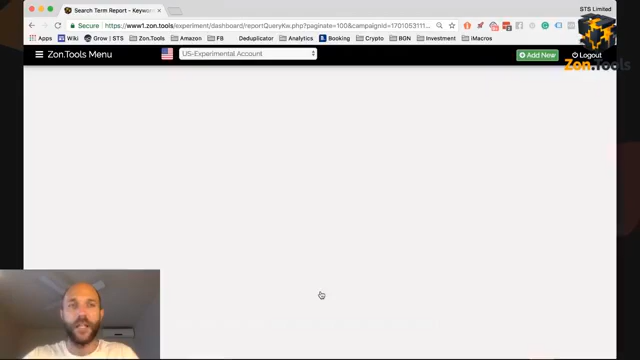 Search Term Report - Keywo
STS Limited
Secure https://www1.zon.tools/experiment/dashboard/reportQueryKw.php?paginate=100&campaignId=1701053111...
Apps Wiki Grow | STS Zon.Tools Amazon FB Deduplicator Analytics Booking Crypto BGN Investment iMacros
Zon.Tools Menu US-Experimental Account Add New Logout
Zon.Tools